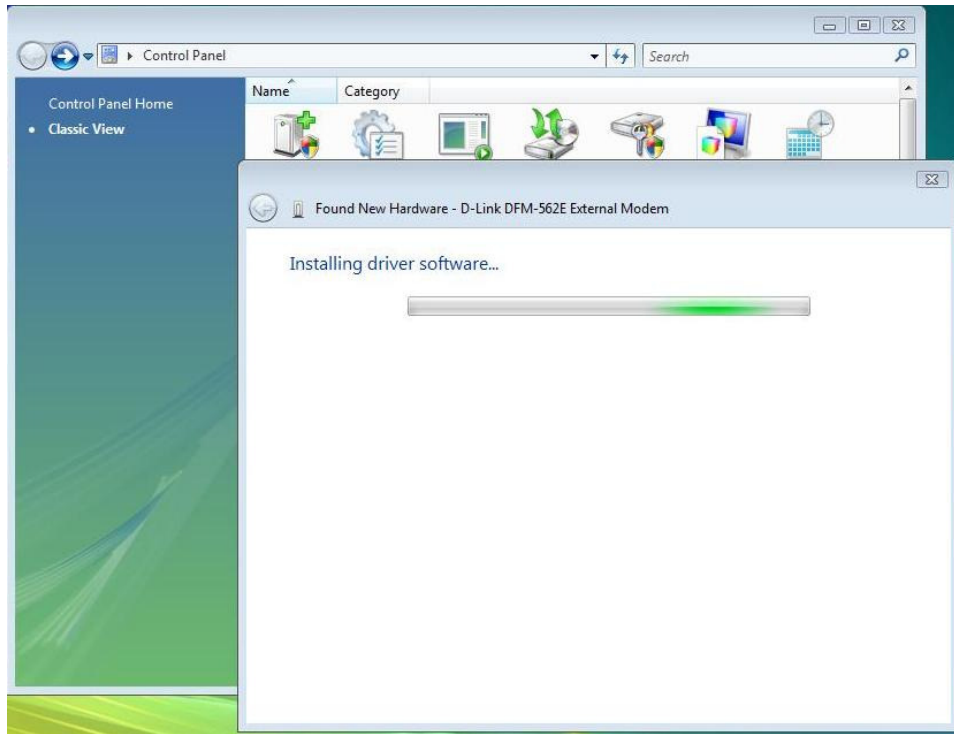 Control Panel
Search
Control Panel Home
• Classic View
Name Category
Found New Hardware - D-Link DFM-562E External Modem
Installing driver software...